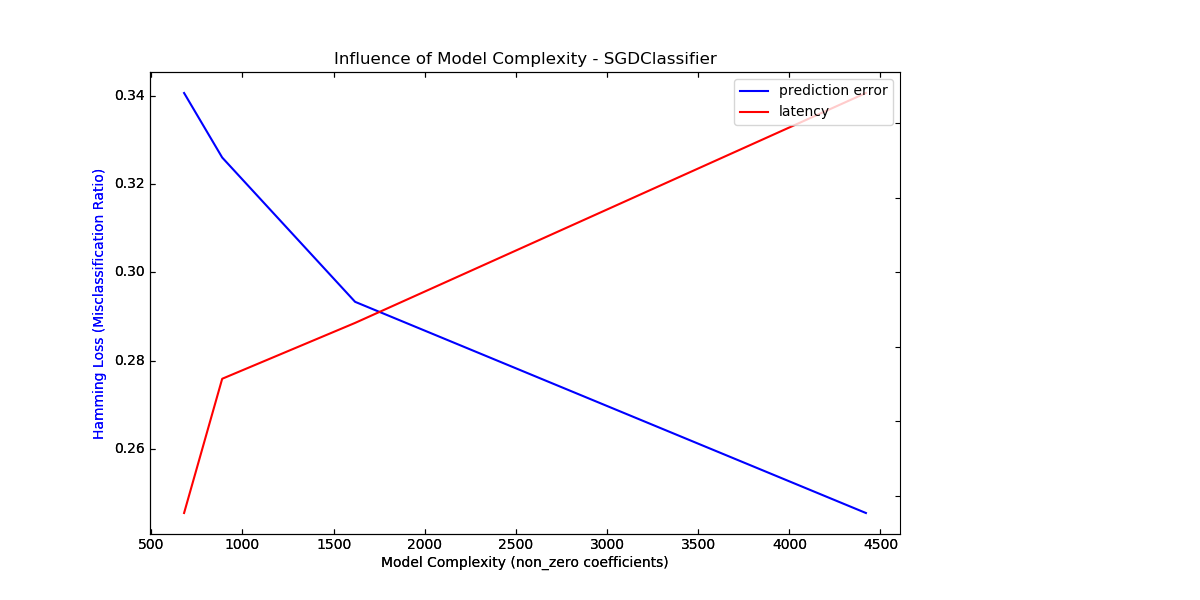 Influence of Model Complexity - SGDClassifier
prediction error
latency
0.34
0.32
0.30
0.28
0.26
Hamming Loss (Misclassification Ratio)
500 1000 1500 2000 2500 3000 3500 4000 4500
Model Complexity (non_zero coefficients)